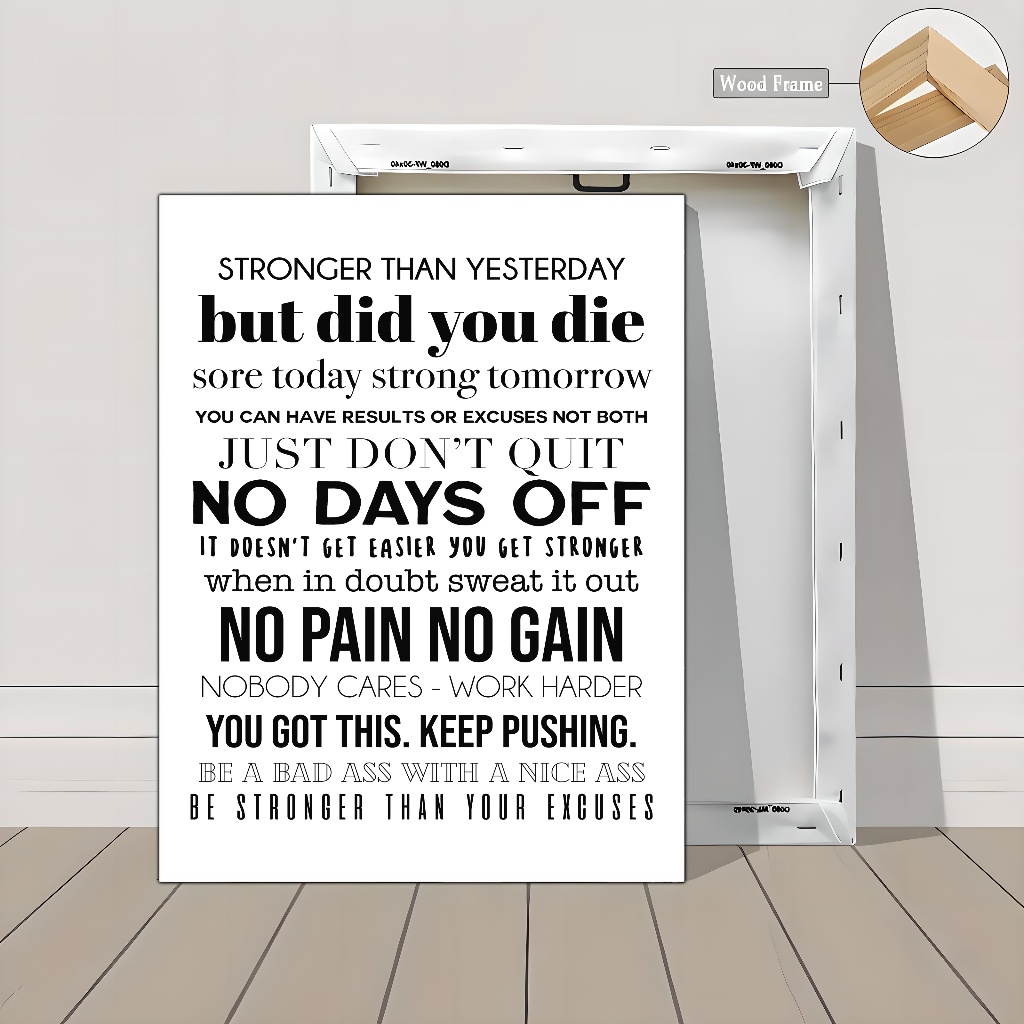 Wood Frame
STRONGER THAN YESTERDAY
but did you die
sore today strong tomorrow
YOU CAN HAVE RESULTS OR EXCUSES NOT BOTH
JUST DON'T QUIT
NO DAYS OFF
IT DOESN'T GET EASIER YOU GET STRONGER
when in doubt sweat it out
NO PAIN NO GAIN
NOBODY CARES - WORK HARDER
YOU GOT THIS. KEEP PUSHING.
BE A BAD ASS WITH A NICE ASS
BE STRONGER THAN YOUR EXCUSES